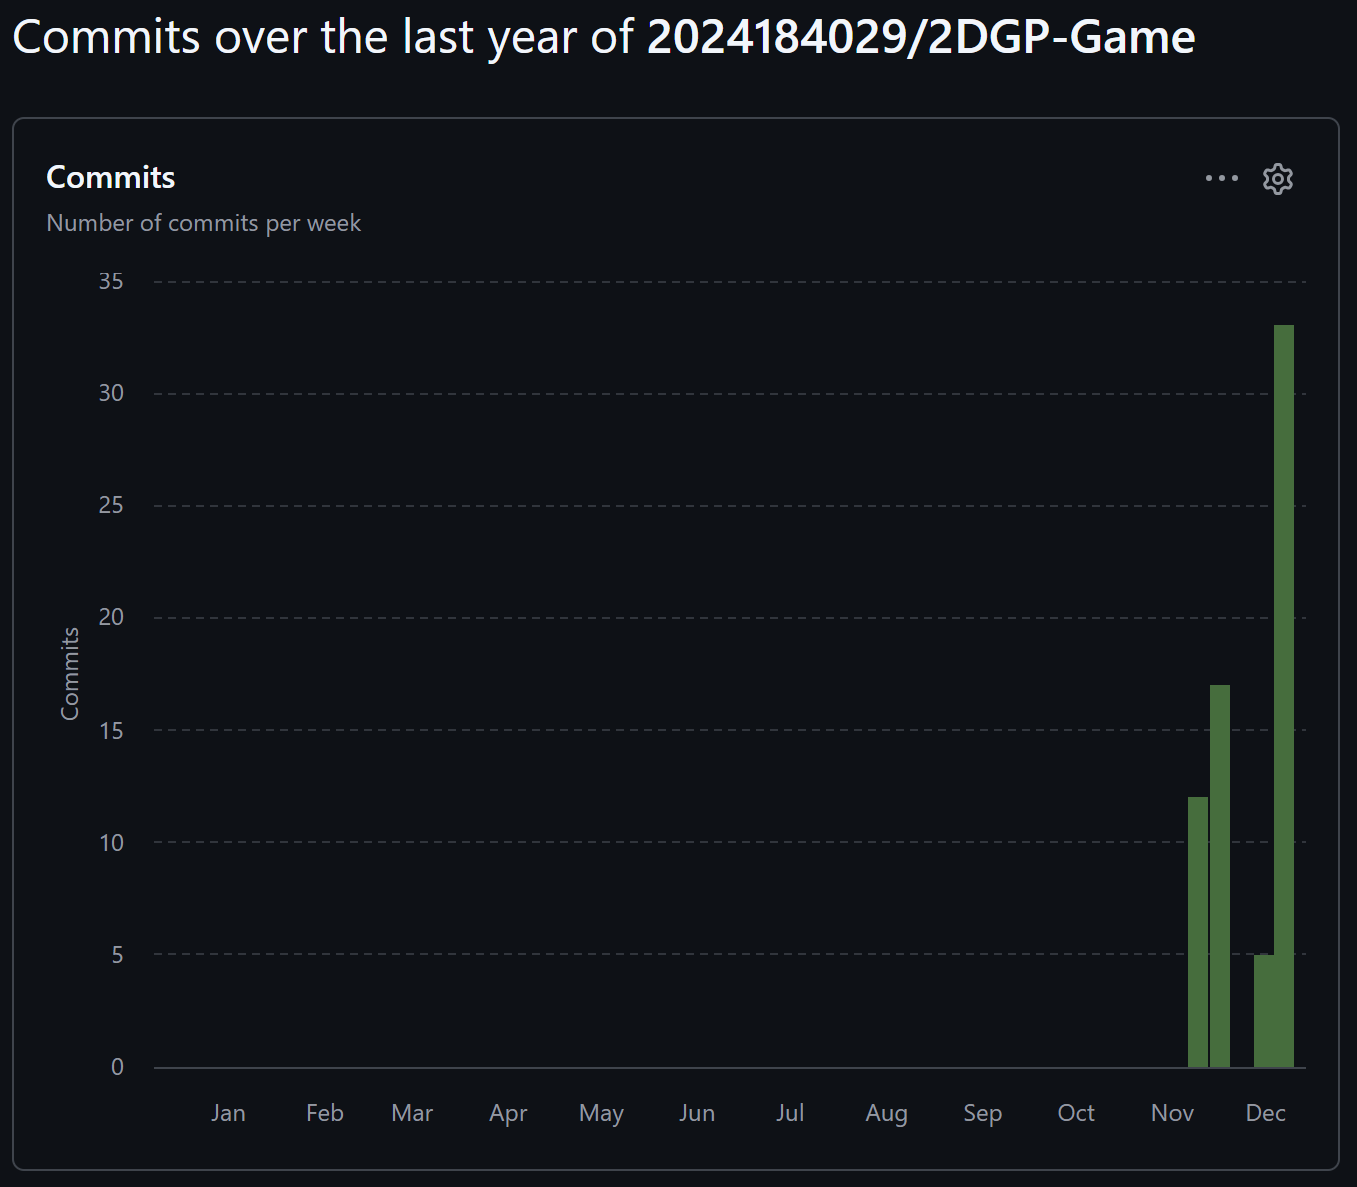 Commits over the last year of 2024184029/2DGP-Game
Commits
Number of commits per week
35
30
25
20
15
10
5
0
Commits
Jan Feb Mar Apr May Jun Jul Aug Sep Oct Nov Dec